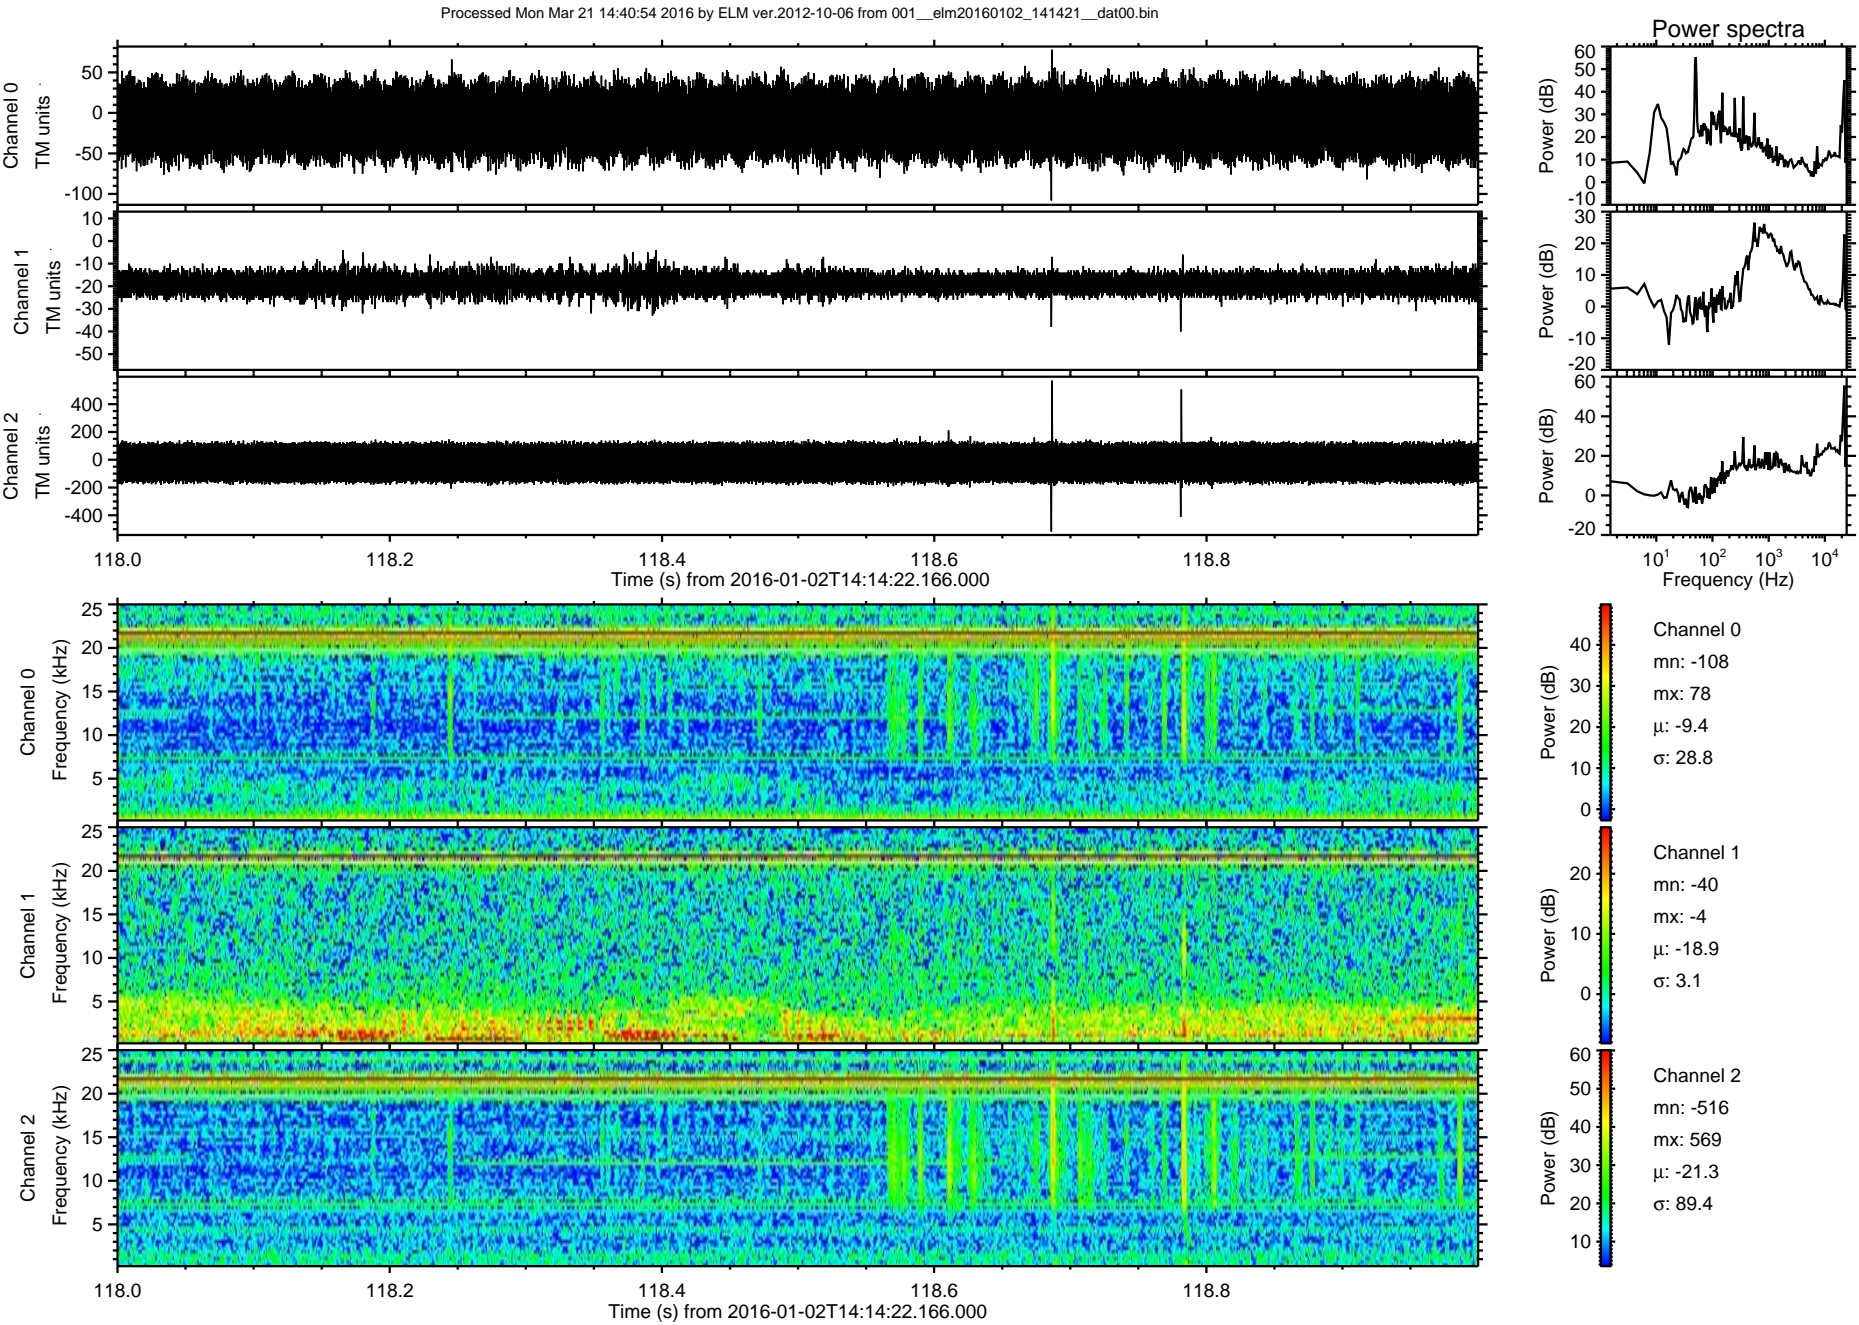 Processed Mon Mar 21 14:40:54 2016 by ELM ver.2012-10-06 from 001__elm20160102_141421__dat00.bin
Power spectra
Channel 0
TM units
50
0
-50
-100
Power (dB)
60
50
40
30
20
10
0
-10
Channel 1
TM units
10
0
-10
-20
-30
-40
-50
Power (dB)
30
20
10
0
-10
-20
Channel 2
TM units
400
200
0
-200
-400
Power (dB)
60
40
20
0
-20
118.0 118.2 118.4 118.6 118.8
Time (s) from 2016-01-02T14:14:22.166.000
10^1 10^2 10^3 10^4
Frequency (Hz)
Channel 0
Frequency (kHz)
25
20
15
10
5
Power (dB)
40
30
20
10
0
Channel 0
mn: -108
mx: 78
μ: -9.4
σ: 28.8
Channel 1
Frequency (kHz)
25
20
15
10
5
Power (dB)
20
10
0
Channel 1
mn: -40
mx: -4
μ: -18.9
σ: 3.1
Channel 2
Frequency (kHz)
25
20
15
10
5
Power (dB)
60
50
40
30
20
10
Channel 2
mn: -516
mx: 569
μ: -21.3
σ: 89.4
118.0 118.2 118.4 118.6 118.8
Time (s) from 2016-01-02T14:14:22.166.000